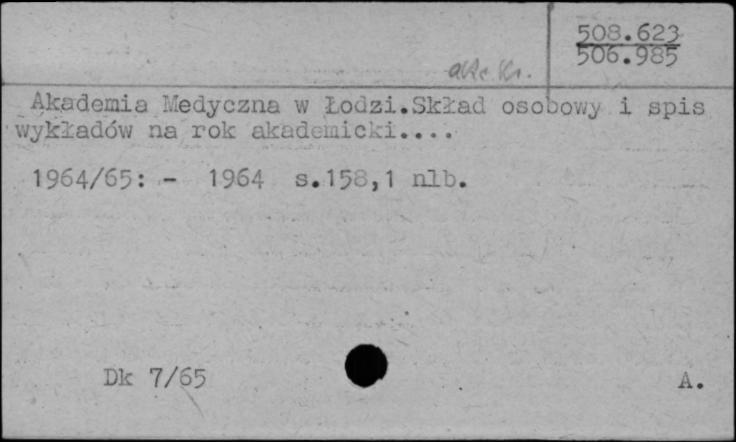 508.623
506.985
Akademia Medyczna w Łodzi.Skład osobowy i spis
wykładów na rok akademicki....
1964/65: - 1964 s.158,1 nlb.
Dk 7/65
A.